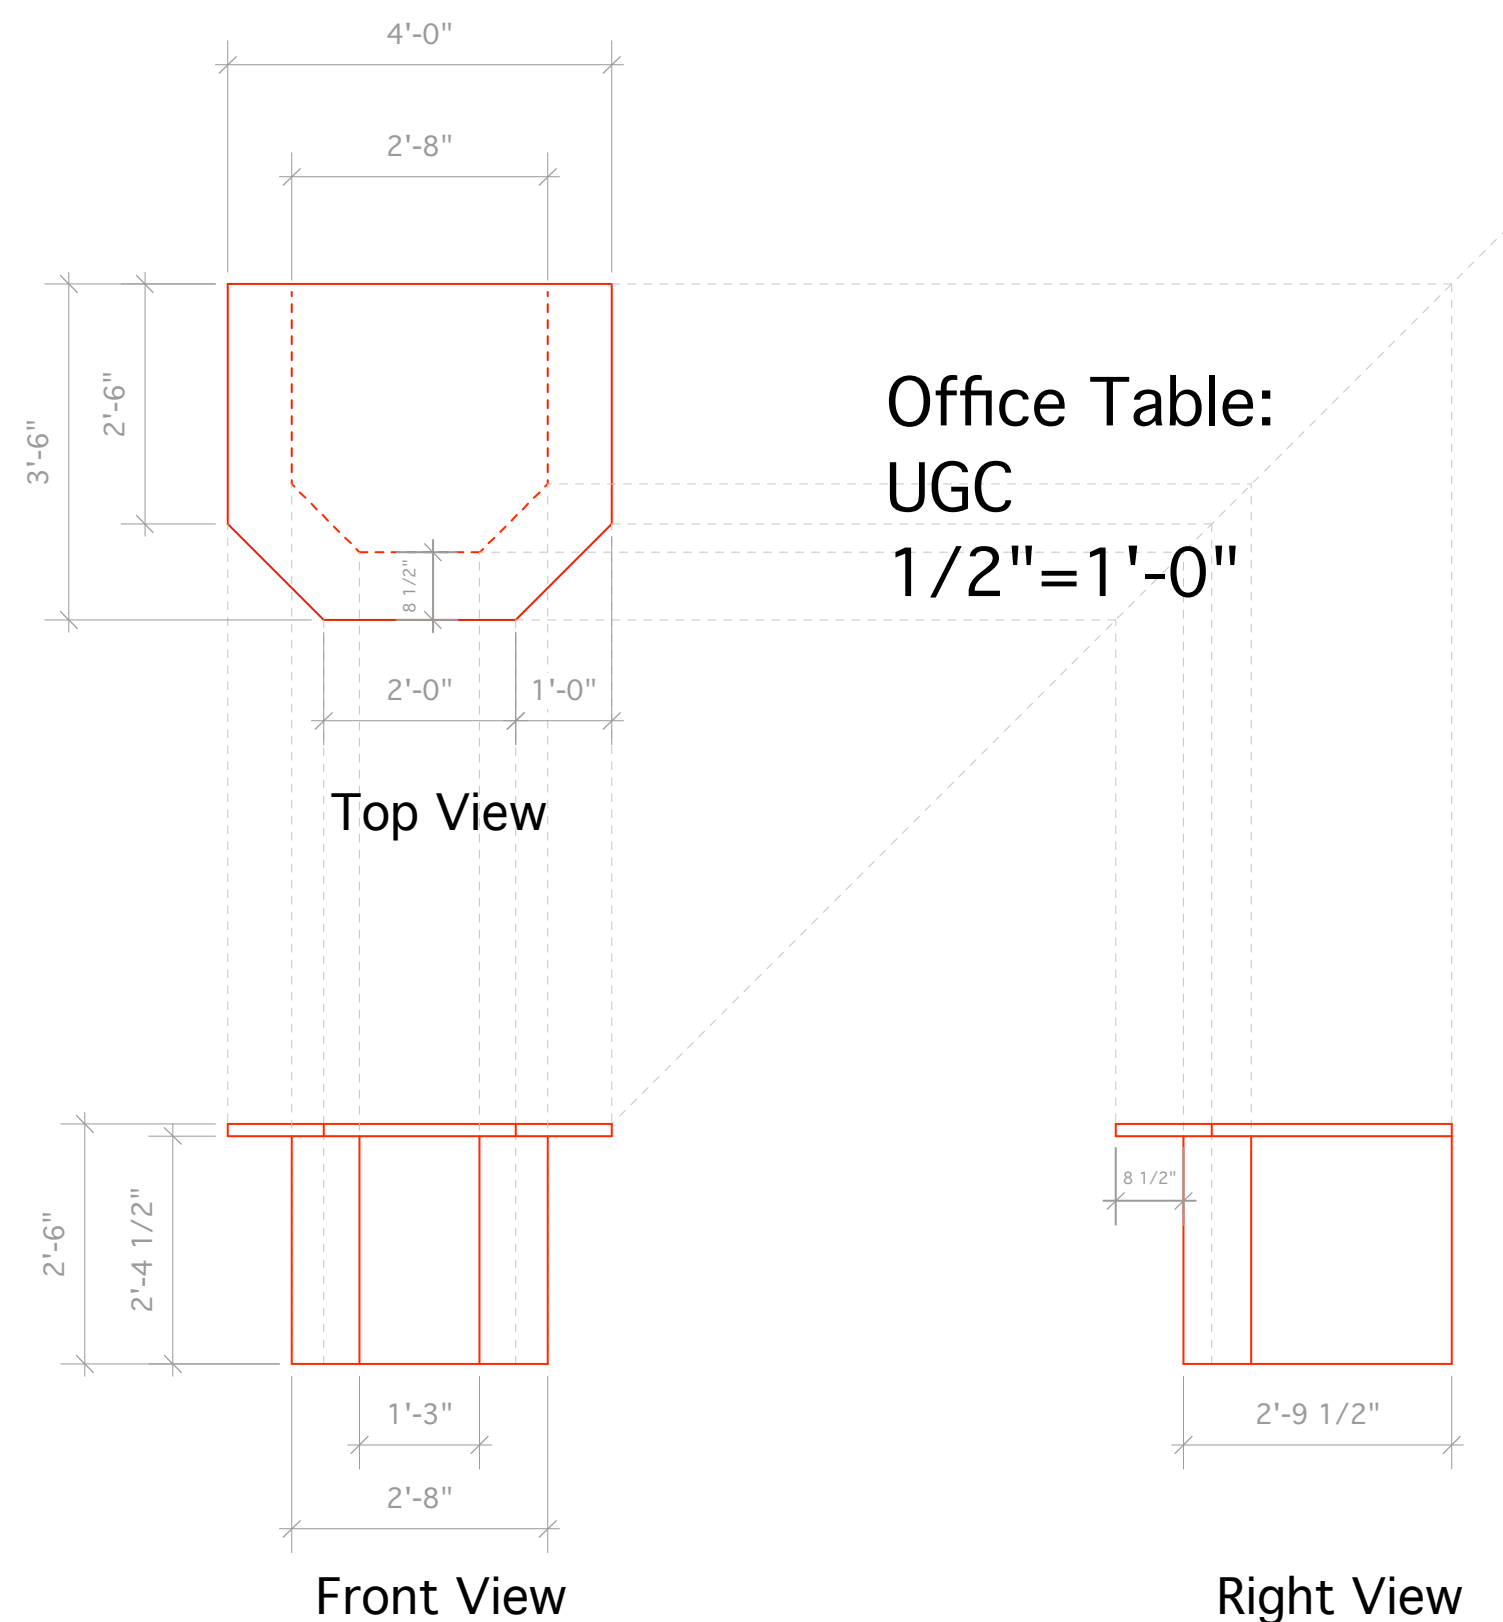 4'-0"
2'-8"
3'-6"
2'-6"
8 1/2"
2'-0"
1'-0"
Top View
Office Table:
UGC
1/2"=1'-0"
2'-6"
2'-4 1/2"
1'-3"
2'-8"
Front View
8 1/2"
2'-9 1/2"
Right View